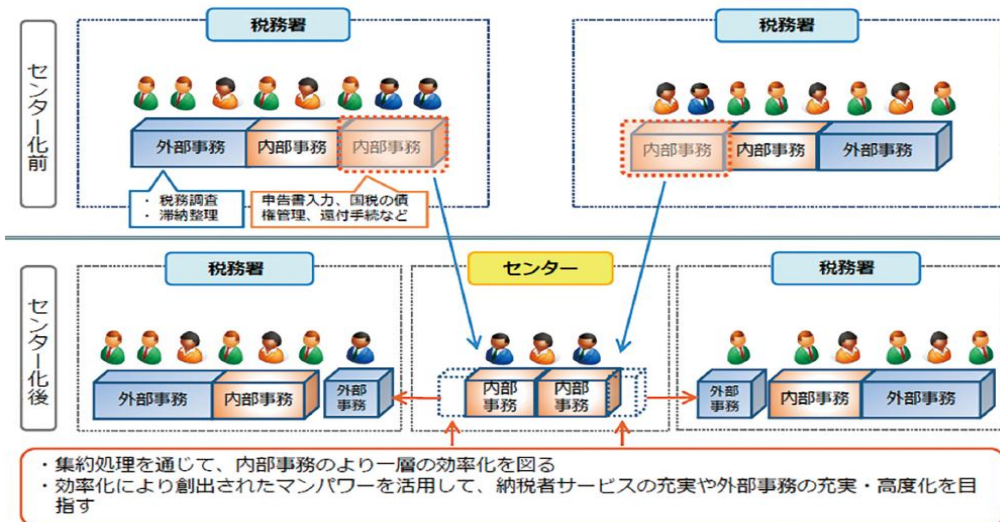 センター化前
税務署
税務署
外部事務
内部事務
内部事務
内部事務
内部事務
外部事務
・ 税務調査
・ 滞納整理
申告書入力、国税の債
権管理、還付手続など
センター化後
税務署
センター
税務署
外部事務
内部事務
外部
事務
内部
事務
内部
事務
外部
事務
内部事務
外部事務
・集約処理を通じて、内部事務のより一層の効率化を図る
・効率化により創出されたマンパワーを活用して、納税者サービスの充実や外部事務の充実・高度化を目
指す